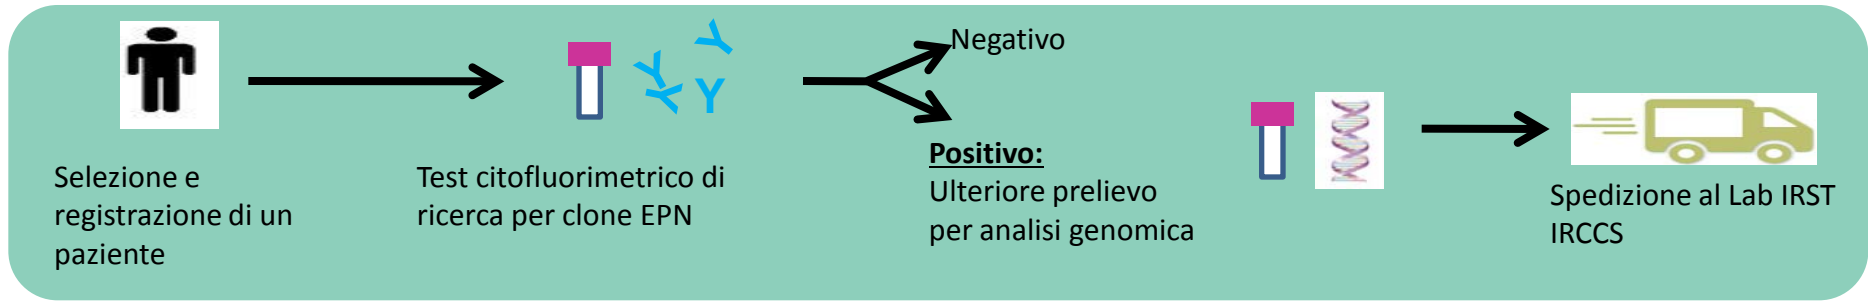 Selezione e
registrazione di un
paziente
Test citofluorimetrico di
ricerca per clone EPN
Negativo
Positivo:
Ulteriore prelievo
per analisi genomica
Spedizione al Lab IRST
IRCCS